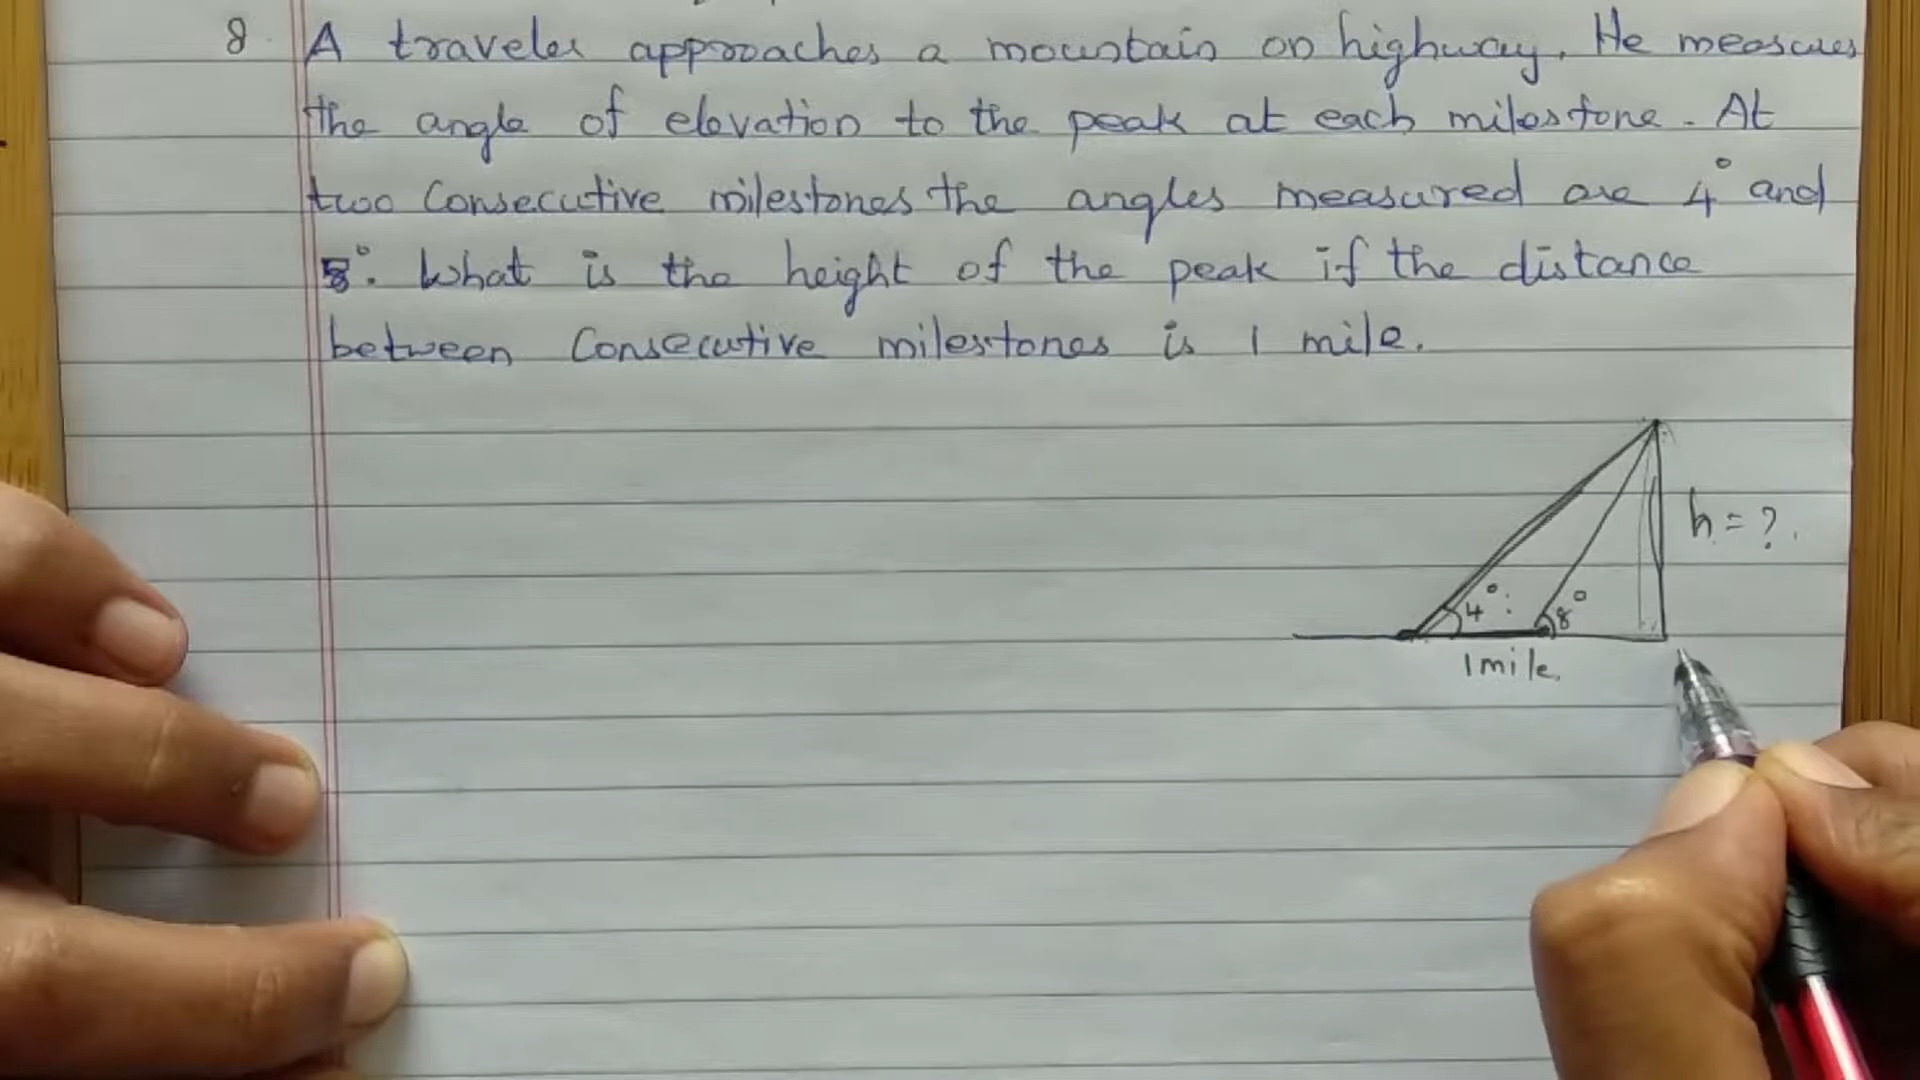 8 A traveler approaches a mountain on highway. He measures
the angle of elevation to the peak at each milestone. At
two Consecutive milestones the angles measured are 4° and
8°. What is the height of the peak if the distance
between Consecutive milestones is 1 mile.
h = ?.
4° 8°
1 mile.